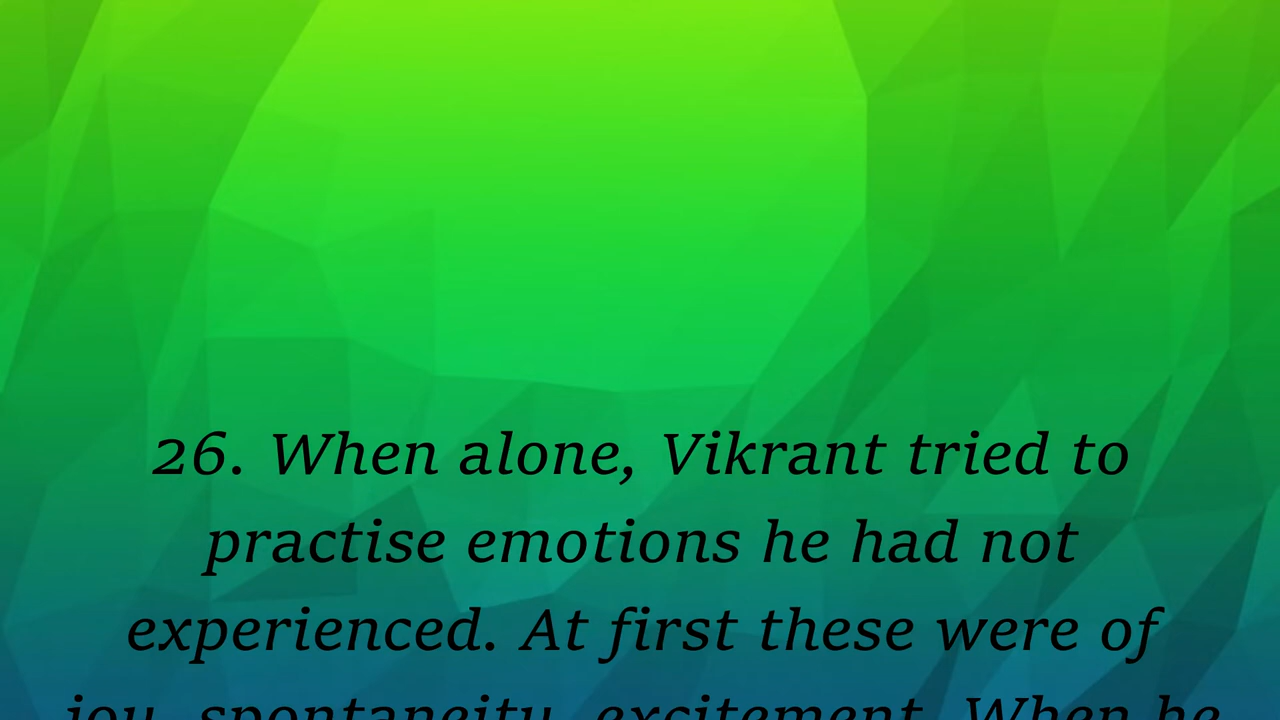 26. When alone, Vikrant tried to
practise emotions he had not
experienced. At first these were of
joy, spontaneity, excitement. When he